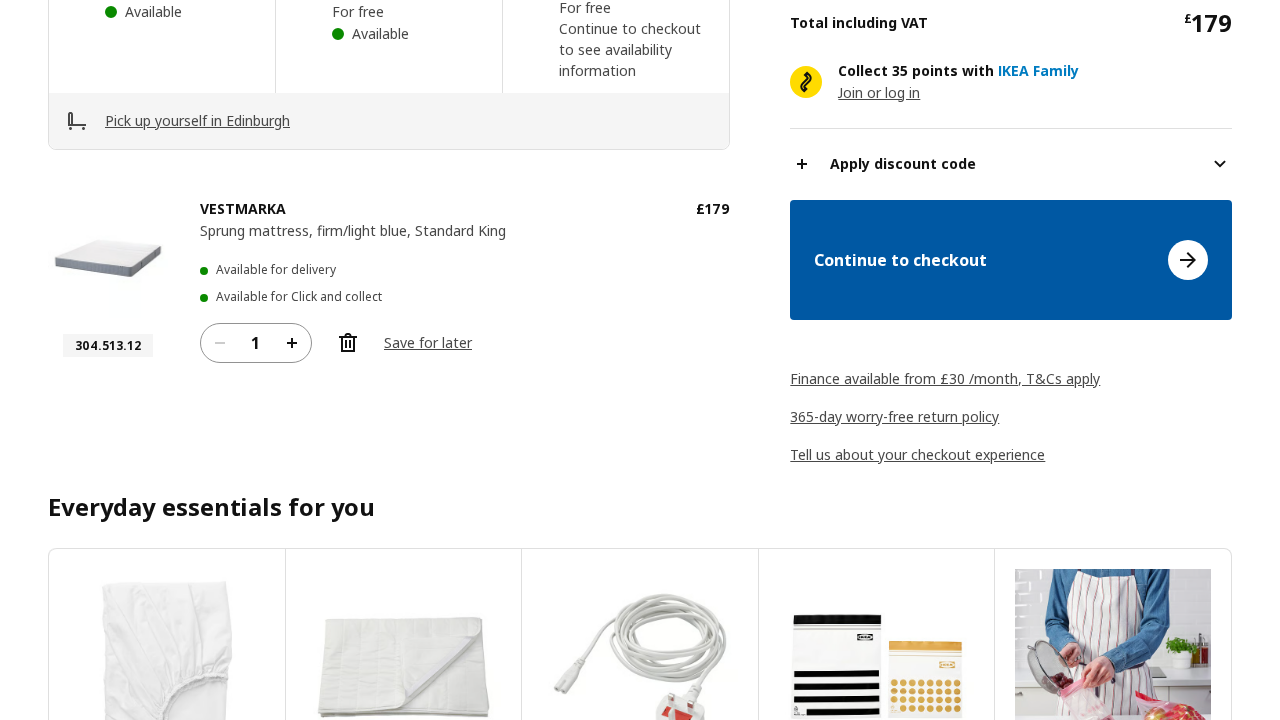 Available
For free
Available
For free
Continue to checkout
to see availability
information
Pick up yourself in Edinburgh
VESTMARKA
£179
Sprung mattress, firm/light blue, Standard King
Available for delivery
Available for Click and collect
304.513.12
1
Save for later
Total including VAT
£179
Collect 35 points with IKEA Family
Join or log in
Apply discount code
Continue to checkout
Finance available from £30 /month, T&Cs apply
365-day worry-free return policy
Tell us about your checkout experience
Everyday essentials for you
IKEA
IKEA